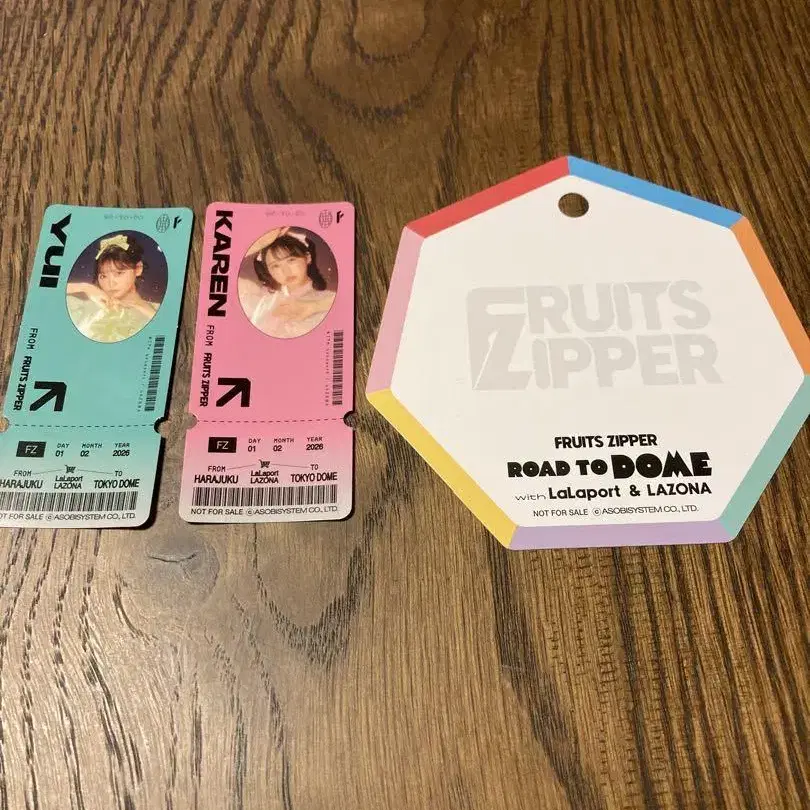 YUI
FROM FRUITS ZIPPER
FZ
DAY MONTH YEAR
01 02 2026
FROM TO
HARAJUKU LaLaport LAZONA TOKYO DOME
NOT FOR SALE ©ASOBISYSTEM CO., LTD.
KAREN
FROM FRUITS ZIPPER
FZ
DAY MONTH YEAR
01 02 2026
FROM TO
HARAJUKU LaLaport LAZONA TOKYO DOME
NOT FOR SALE ©ASOBISYSTEM CO., LTD.
FRUITS
ZIPPER
FRUITS ZIPPER
ROAD TO DOME
with LaLaport & LAZONA
NOT FOR SALE ©ASOBISYSTEM CO., LTD.